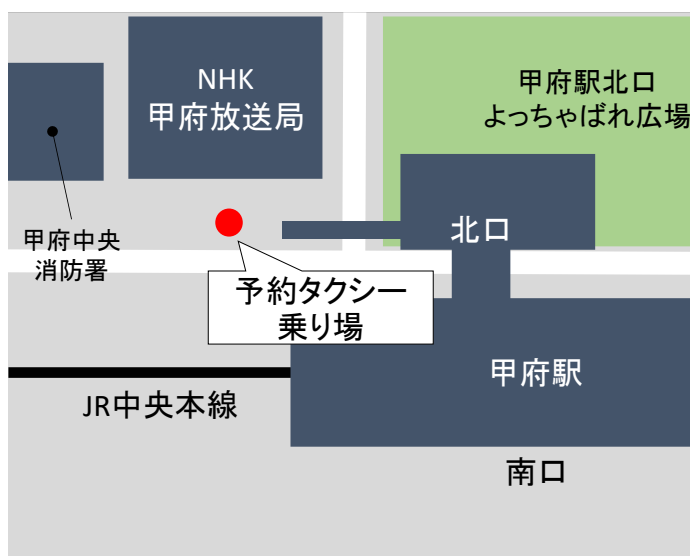 NHK
甲府放送局
甲府駅北口
よっちゃばれ広場
甲府中央
消防署
北口
予約タクシー
乗り場
甲府駅
JR中央本線
南口